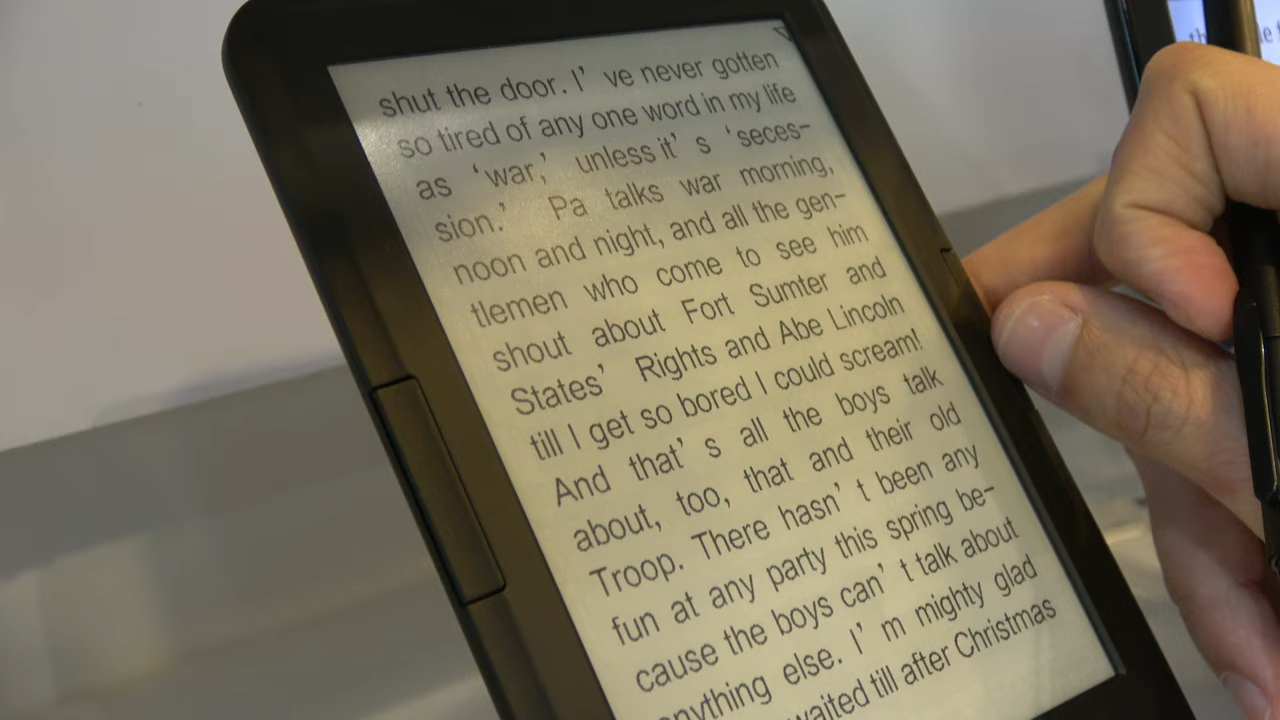 shut the door. I’ ve never gotten
so tired of any one word in my life
as ‘war,’ unless it’ s ‘seces-
sion.’ Pa talks war morning,
noon and night, and all the gen-
tlemen who come to see him
shout about Fort Sumter and
States’ Rights and Abe Lincoln
till I get so bored I could scream!
And that’ s all the boys talk
about, too, that and their old
Troop. There hasn’ t been any
fun at any party this spring be-
cause the boys can’ t talk about
anything else. I’ m mighty glad
waited till after Christmas